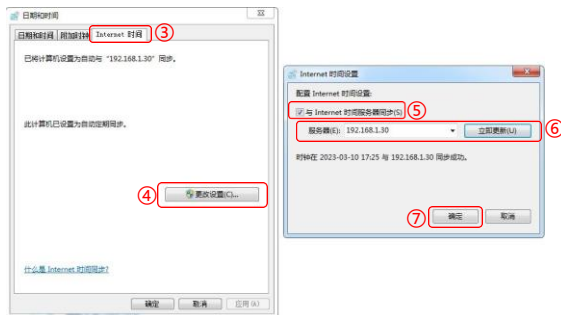 日期和时间
日期和时间 附加时钟 Internet 时间 ③
已将计算机设置为自动与 "192.168.1.30" 同步。
此计算机已设置为自动定期同步。
④ 更改设置(C)...
什么是 Internet 时间同步?
确定 取消 应用(A)
Internet 时间设置
配置 Internet 时间设置:
与 Internet 时间服务器同步(S) ⑤
服务器(E): 192.168.1.30 立即更新(U) ⑥
时钟在 2023-03-10 17:25 与 192.168.1.30 同步成功。
⑦ 确定 取消